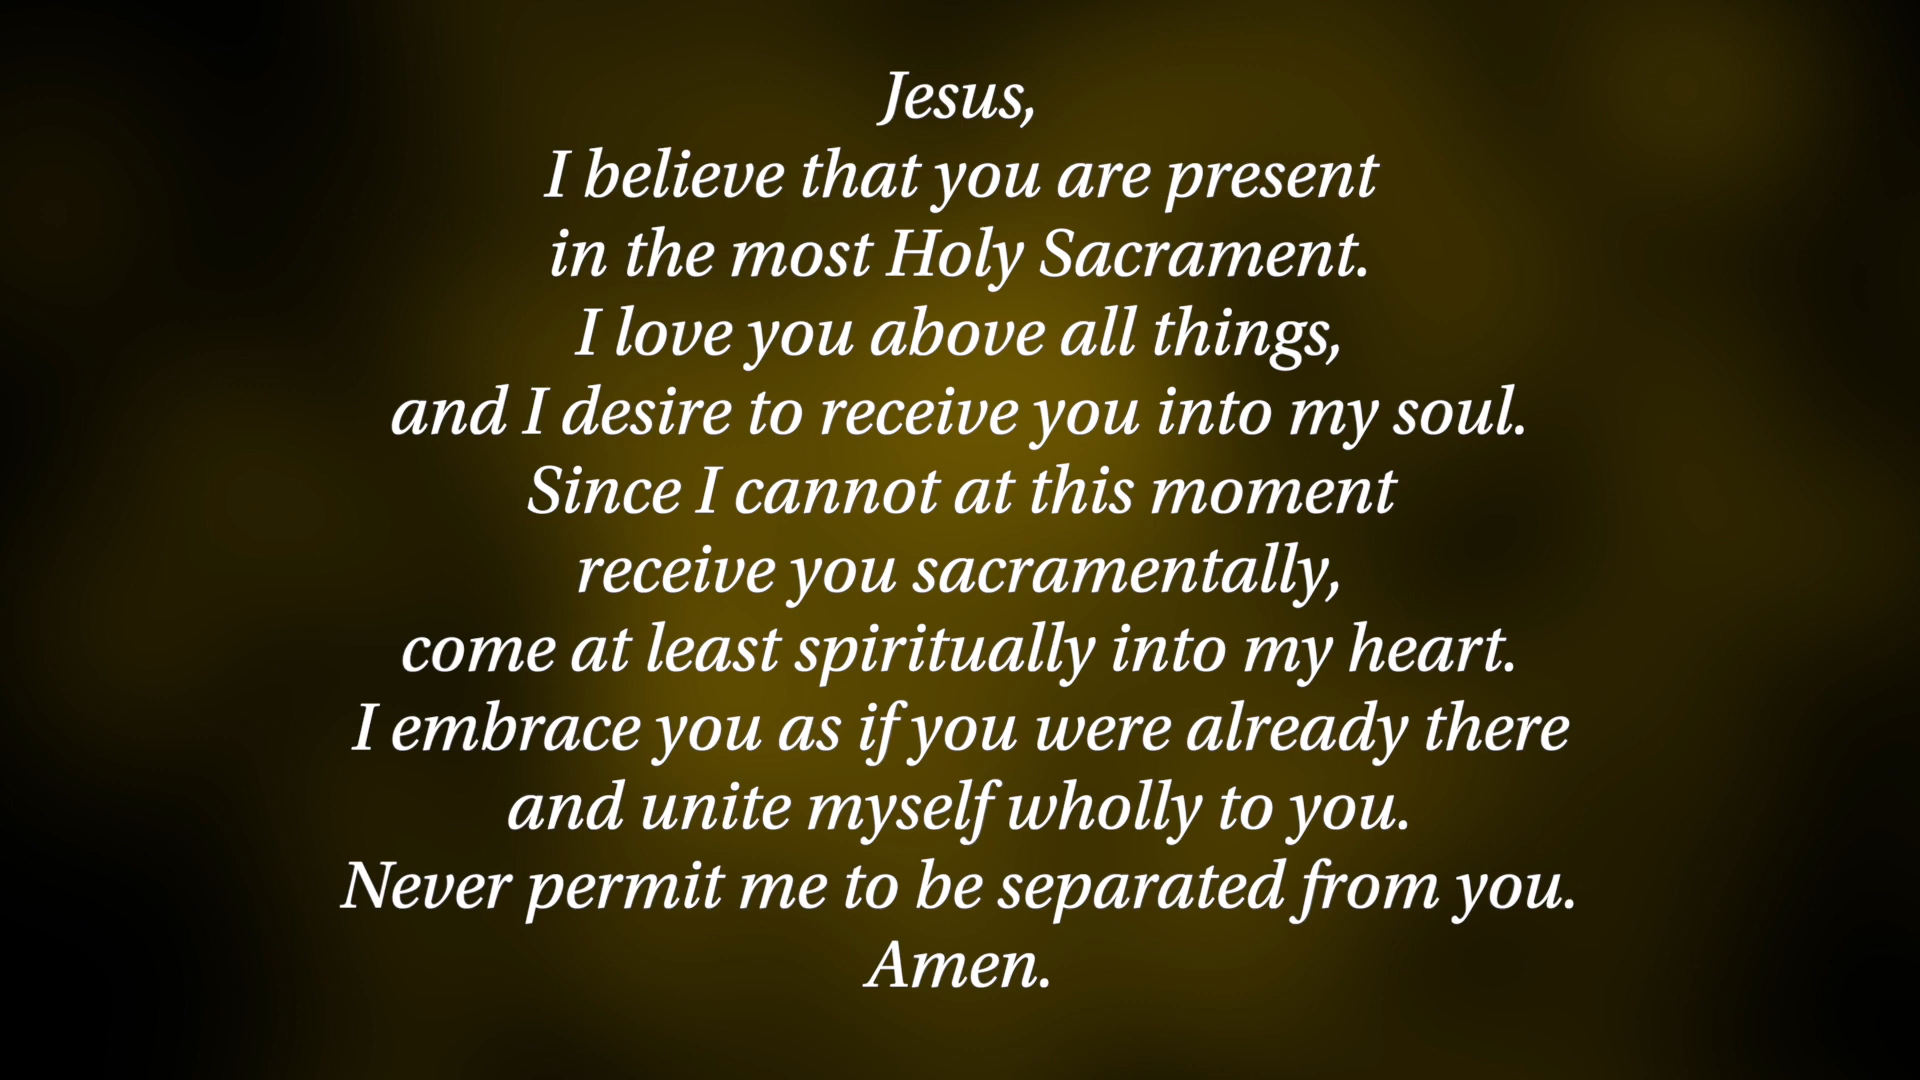 Jesus,
I believe that you are present
in the most Holy Sacrament.
I love you above all things,
and I desire to receive you into my soul.
Since I cannot at this moment
receive you sacramentally,
come at least spiritually into my heart.
I embrace you as if you were already there
and unite myself wholly to you.
Never permit me to be separated from you.
Amen.